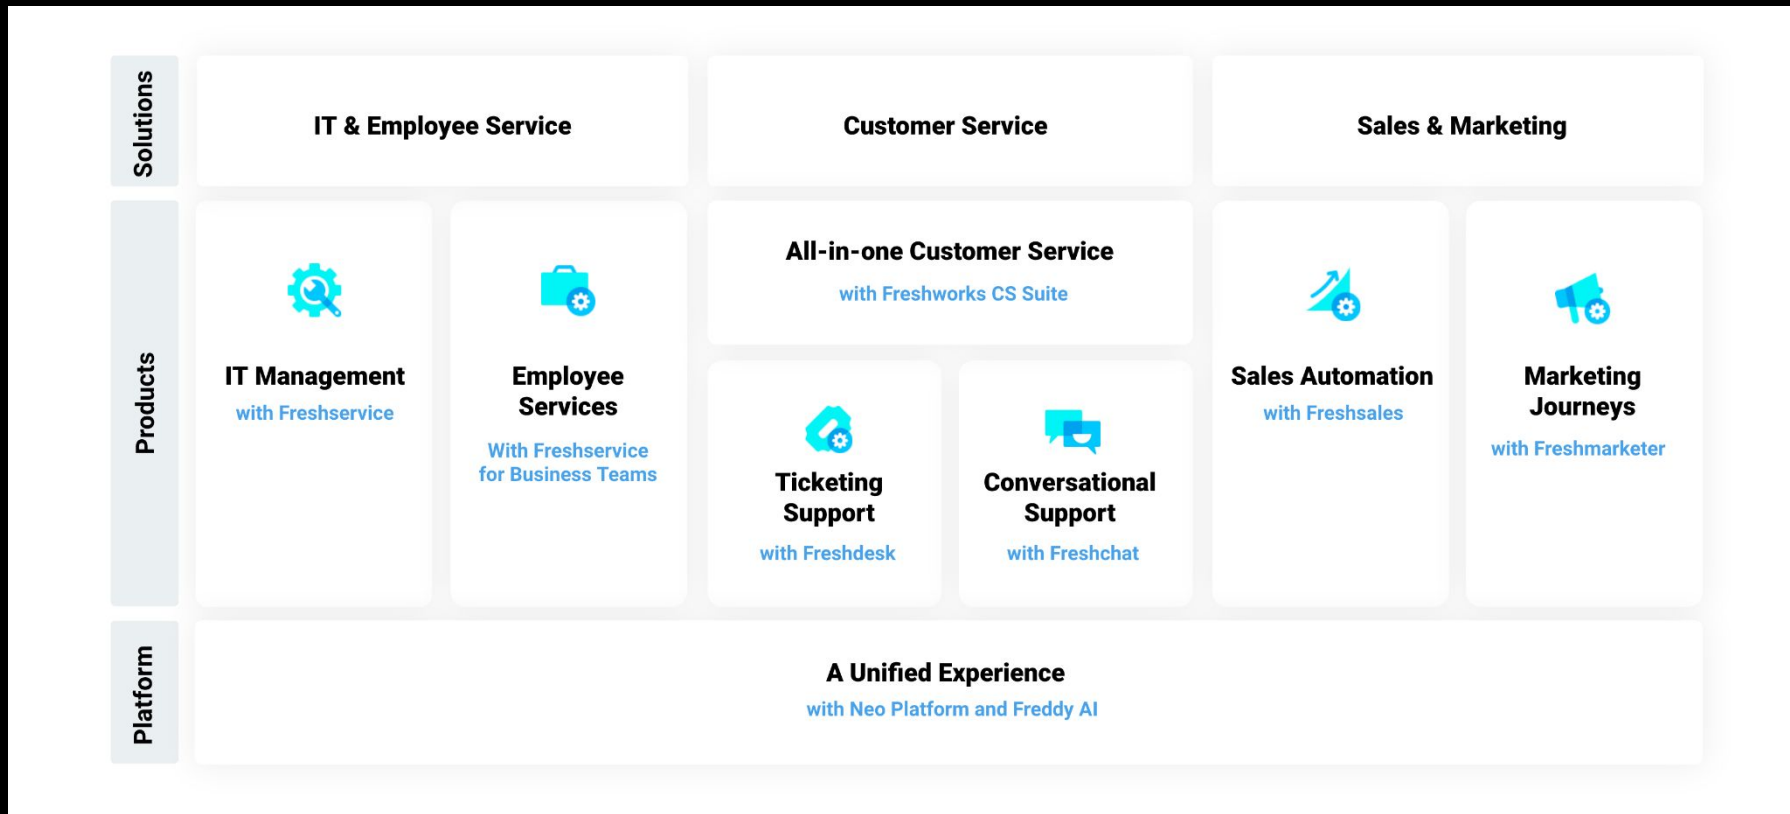 Solutions
IT & Employee Service
Customer Service
Sales & Marketing
Products
IT Management
with Freshservice
Employee
Services
With Freshservice
for Business Teams
All-in-one Customer Service
with Freshworks CS Suite
Ticketing
Support
with Freshdesk
Conversational
Support
with Freshchat
Sales Automation
with Freshsales
Marketing
Journeys
with Freshmarketer
Platform
A Unified Experience
with Neo Platform and Freddy AI